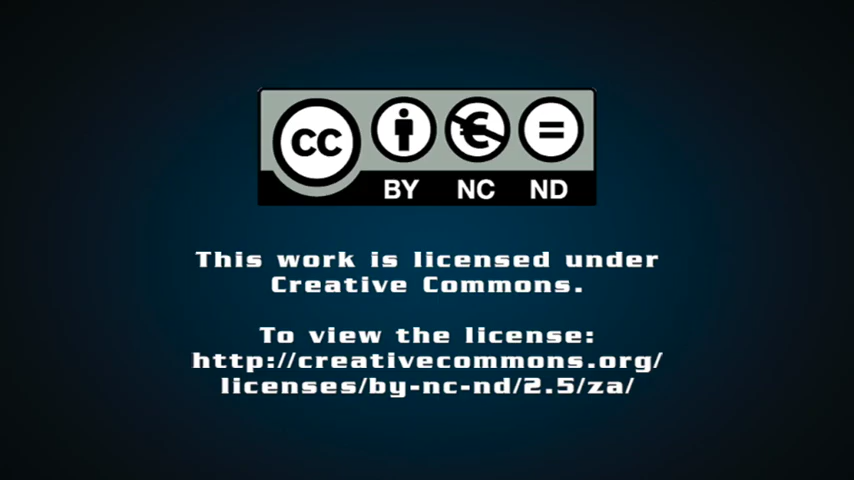 CC
BY NC ND
This work is licensed under
Creative Commons.
To view the license:
http://creativecommons.org/
licenses/by-nc-nd/2.5/za/